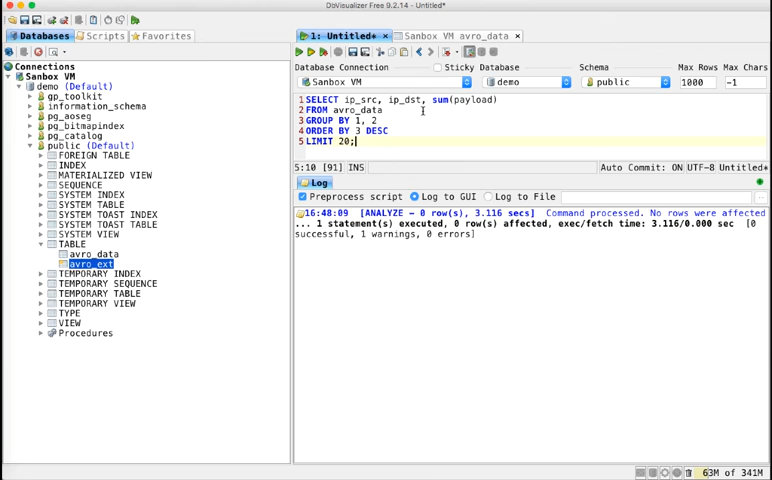 DbVisualizer Free 9.2.14 - Untitled*
Databases Scripts Favorites
Connections
Sanbox VM
demo (Default)
gp_toolkit
information_schema
pg_aoseg
pg_bitmapindex
pg_catalog
public (Default)
FOREIGN TABLE
INDEX
MATERIALIZED VIEW
SEQUENCE
SYSTEM INDEX
SYSTEM TABLE
SYSTEM TOAST INDEX
SYSTEM TOAST TABLE
SYSTEM VIEW
TABLE
avro_data
avro_ext
TEMPORARY INDEX
TEMPORARY SEQUENCE
TEMPORARY TABLE
TEMPORARY VIEW
TYPE
VIEW
Procedures
1: Untitled* × Sanbox VM avro_data ×
Database Connection Sticky Database Schema Max Rows Max Chars
Sanbox VM demo public 1000 -1
1 SELECT ip_src, ip_dst, sum(payload)
2 FROM avro_data
3 GROUP BY 1, 2
4 ORDER BY 3 DESC
5 LIMIT 20;
5:10 [91] INS Auto Commit: ON UTF-8 Untitled*
Log
Preprocess script Log to GUI Log to File
16:48:09 [ANALYZE - 0 row(s), 3.116 secs] Command processed. No rows were affected
... 1 statement(s) executed, 0 row(s) affected, exec/fetch time: 3.116/0.000 sec [0
successful, 1 warnings, 0 errors]
63M of 341M